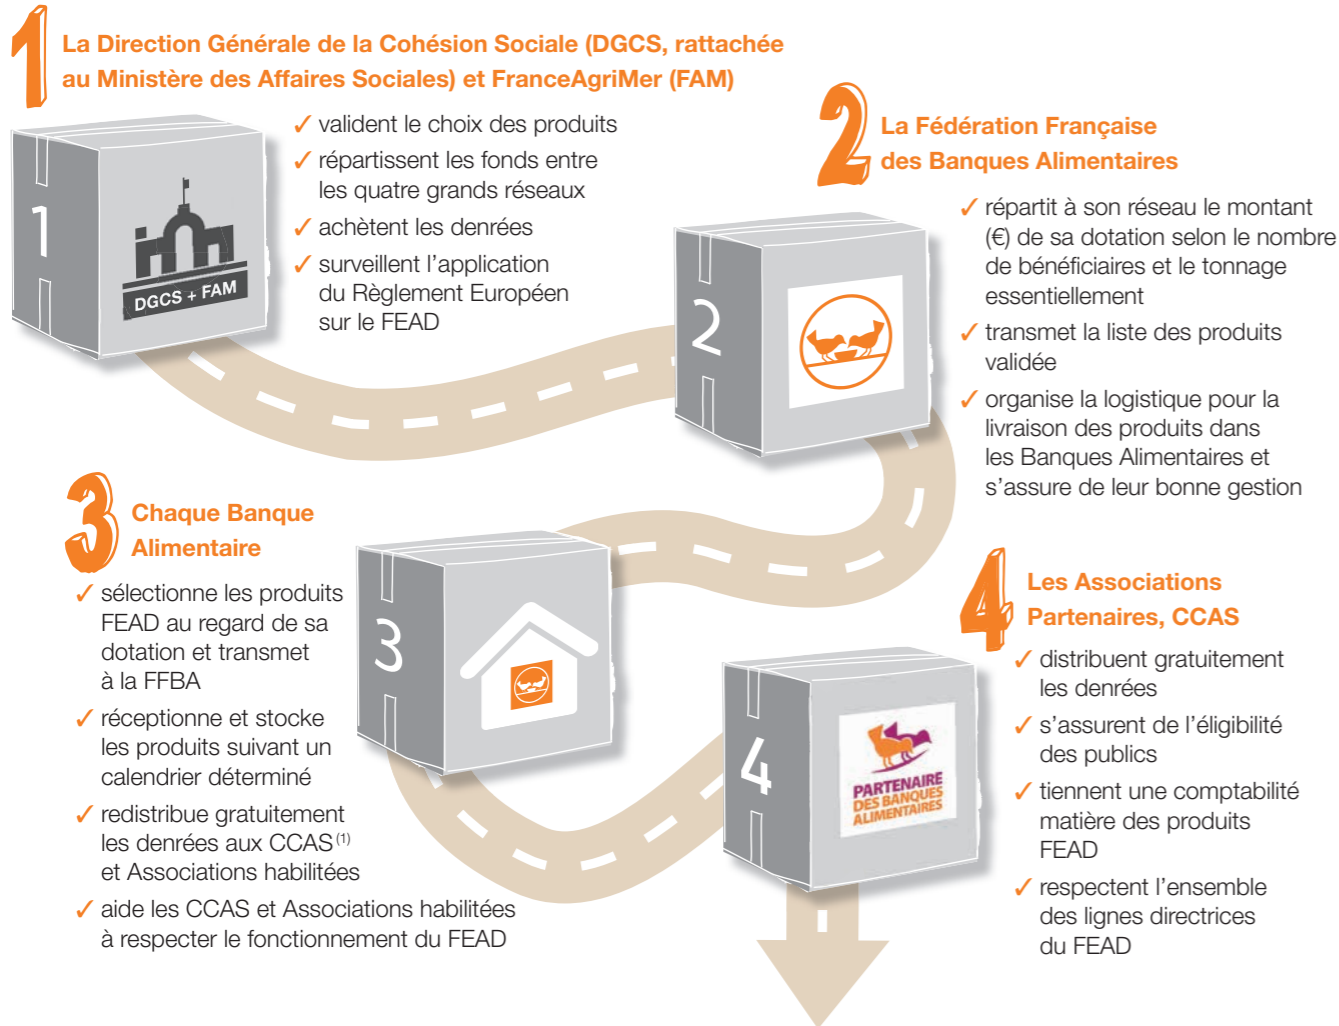 1
La Direction Générale de la Cohésion Sociale (DGCS, rattachée
au Ministère des Affaires Sociales) et FranceAgriMer (FAM)
✓ valident le choix des produits
✓ répartissent les fonds entre
les quatre grands réseaux
✓ achètent les denrées
✓ surveillent l’application
du Règlement Européen
sur le FEAD
1
DGCS + FAM
2
La Fédération Française
des Banques Alimentaires
✓ répartit à son réseau le montant
(€) de sa dotation selon le nombre
de bénéficiaires et le tonnage
essentiellement
✓ transmet la liste des produits
validée
✓ organise la logistique pour la
livraison des produits dans
les Banques Alimentaires et
s’assure de leur bonne gestion
2
3
Chaque Banque
Alimentaire
✓ sélectionne les produits
FEAD au regard de sa
dotation et transmet
à la FFBA
✓ réceptionne et stocke
les produits suivant un
calendrier déterminé
✓ redistribue gratuitement
les denrées aux CCAS (1)
et Associations habilitées
✓ aide les CCAS et Associations habilitées
à respecter le fonctionnement du FEAD
3
4
Les Associations
Partenaires, CCAS
✓ distribuent gratuitement
les denrées
✓ s’assurent de l’éligibilité
des publics
✓ tiennent une comptabilité
matière des produits
FEAD
✓ respectent l’ensemble
des lignes directrices
du FEAD
4
PARTENAIRE
DES BANQUES
ALIMENTAIRES